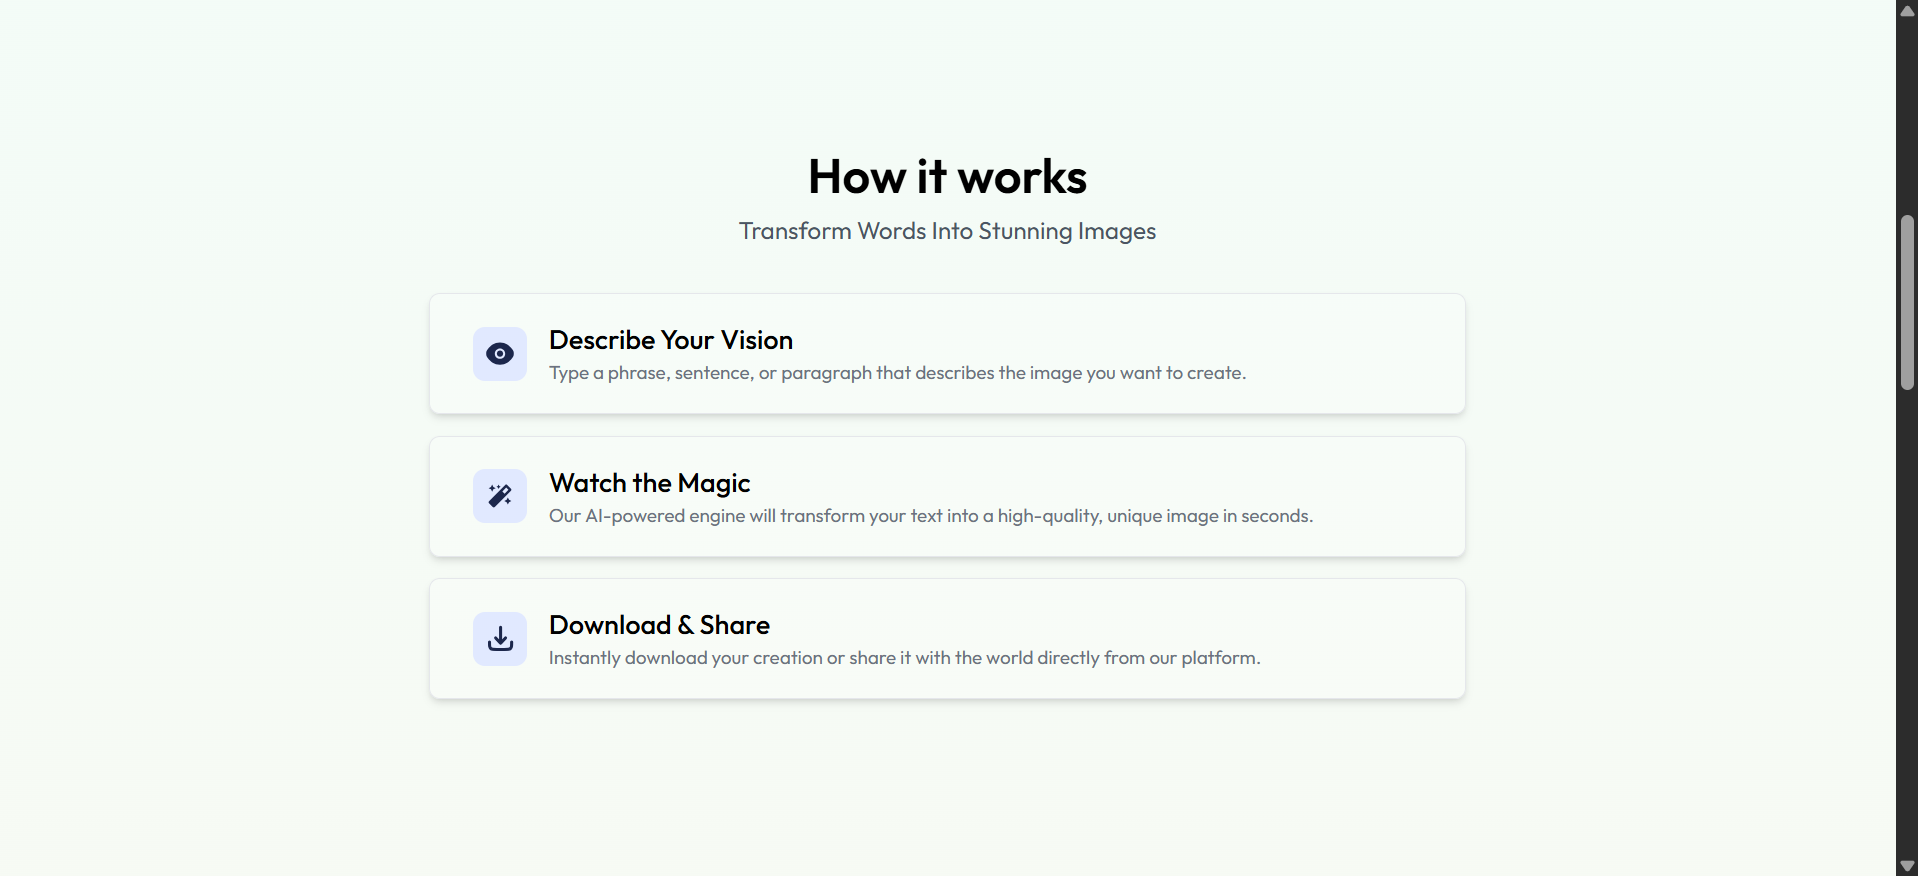 How it works
Transform Words Into Stunning Images
Describe Your Vision
Type a phrase, sentence, or paragraph that describes the image you want to create.
Watch the Magic
Our AI-powered engine will transform your text into a high-quality, unique image in seconds.
Download & Share
Instantly download your creation or share it with the world directly from our platform.